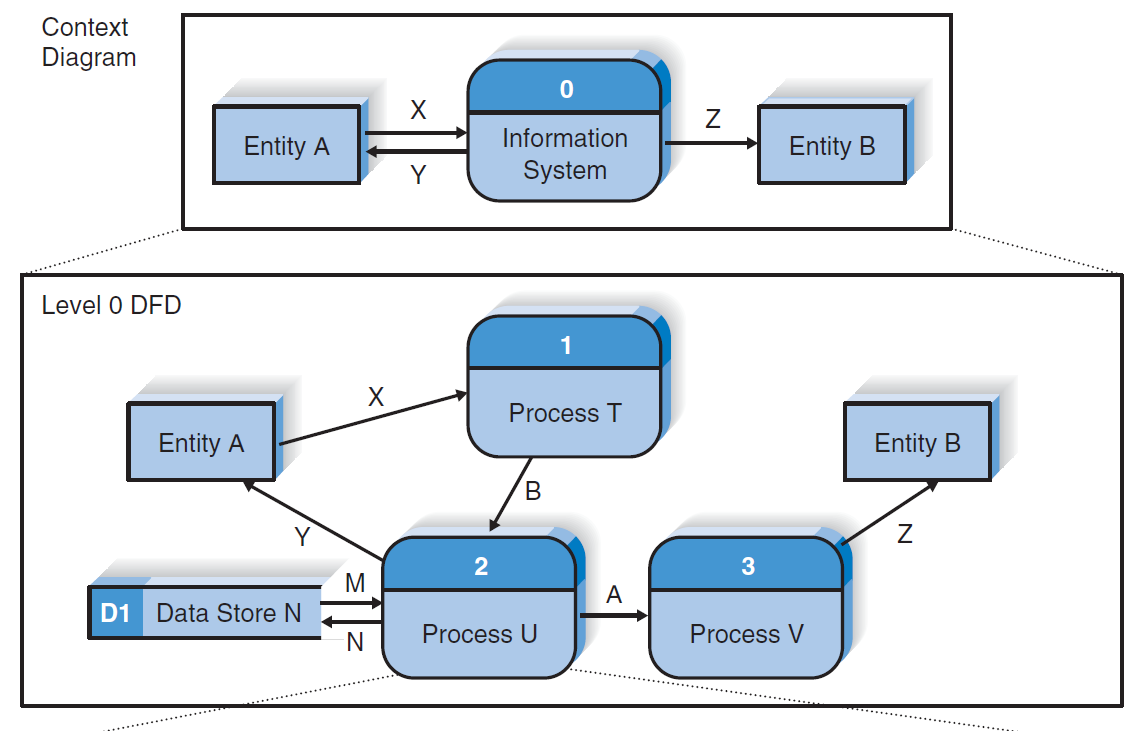 Context
Diagram
0
Entity A
X
Y
Information
System
Z
Entity B
Level 0 DFD
1
Process T
X
Entity A
Entity B
B
Y
Z
2
3
D1 Data Store N
M
N
Process U
A
Process V